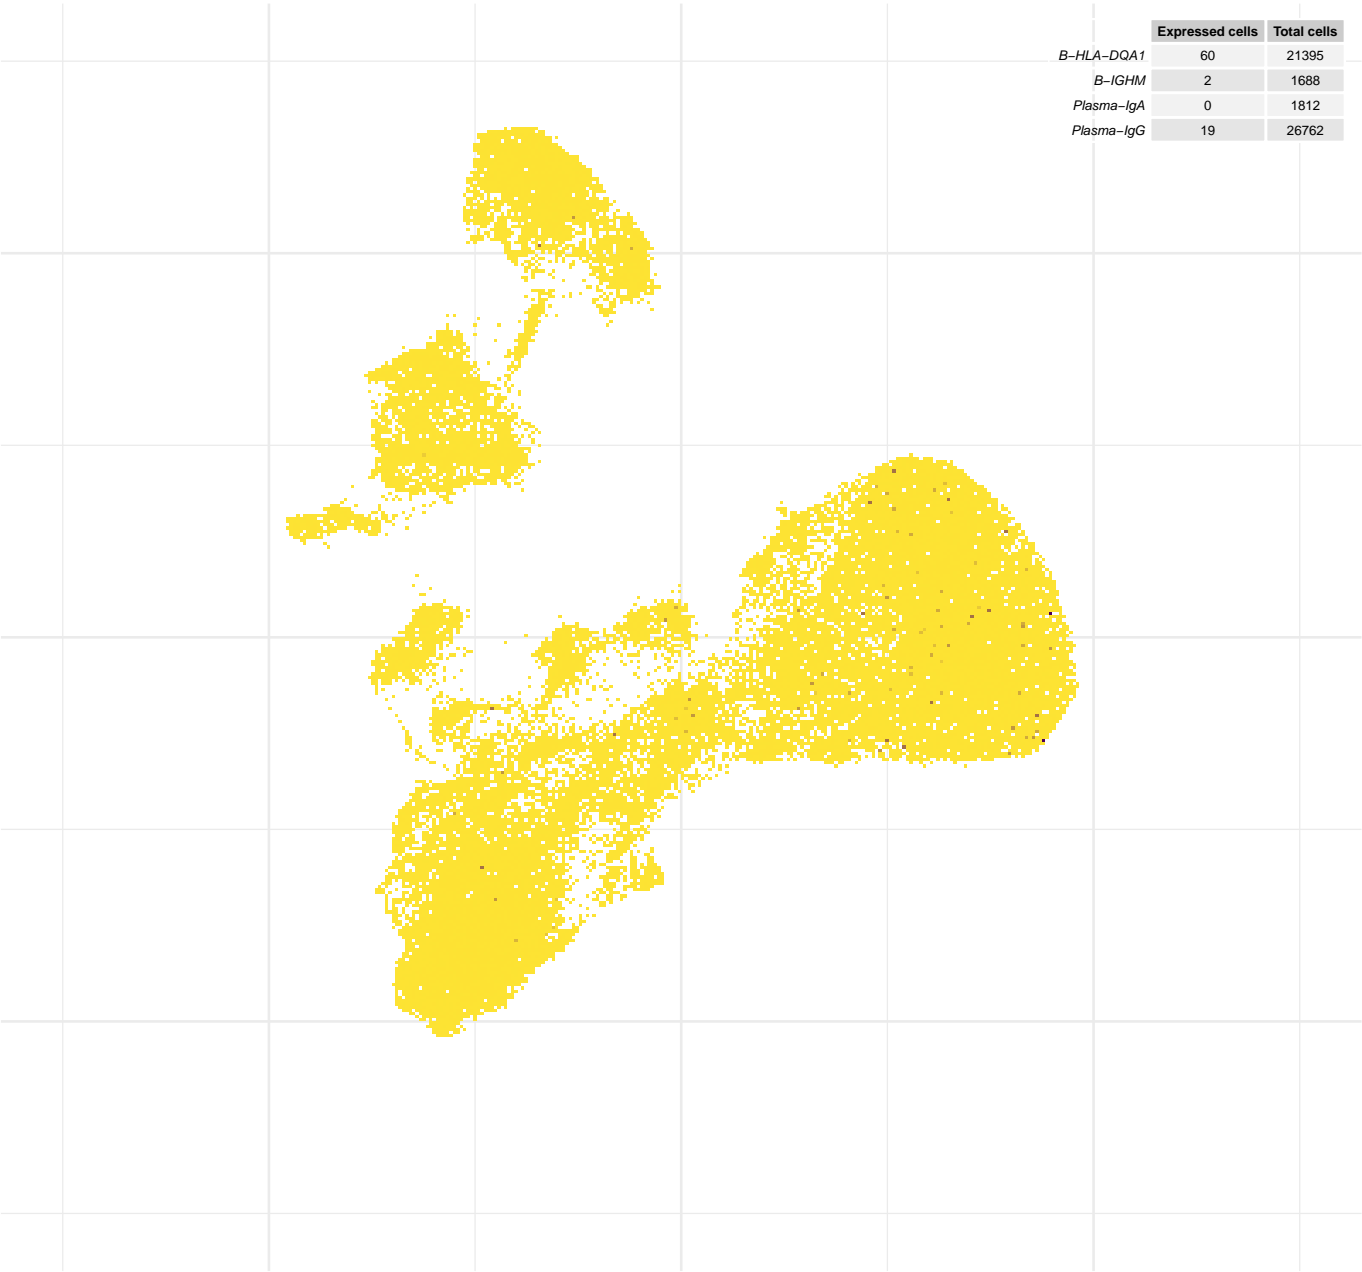 Expressed cells Total cells
B−HLA−DQA1 60 21395
B−IGHM 2 1688
Plasma−IgA 0 1812
Plasma−IgG 19 26762